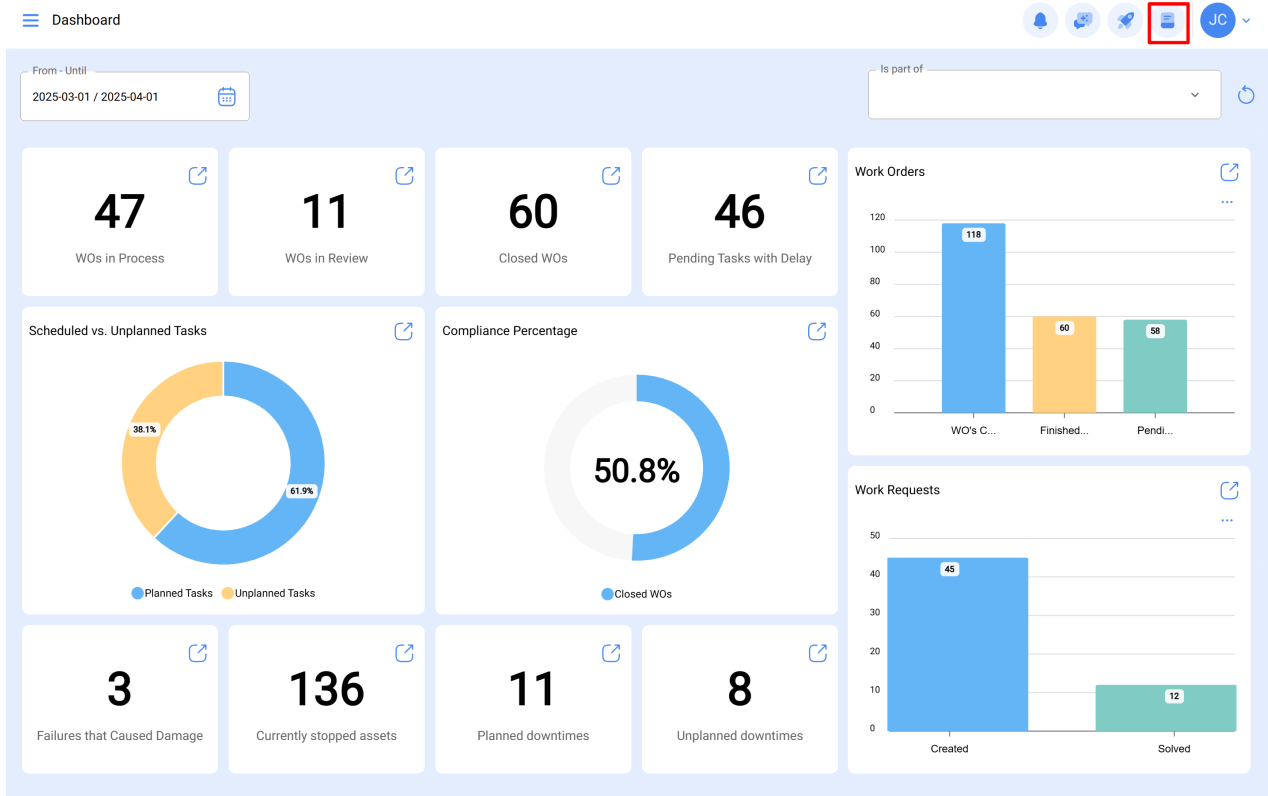 Dashboard
JC
From - Until
2025-03-01 / 2025-04-01
Is part of
47
WOs in Process
11
WOs in Review
60
Closed WOs
46
Pending Tasks with Delay
Work Orders
...
120
100
80
60
40
20
0
118
60
58
WO's C...
Finished...
Pendi...
Scheduled vs. Unplanned Tasks
38.1%
61.9%
Planned Tasks
Unplanned Tasks
Compliance Percentage
50.8%
Closed WOs
Work Requests
...
50
40
30
20
10
0
45
12
Created
Solved
3
Failures that Caused Damage
136
Currently stopped assets
11
Planned downtimes
8
Unplanned downtimes